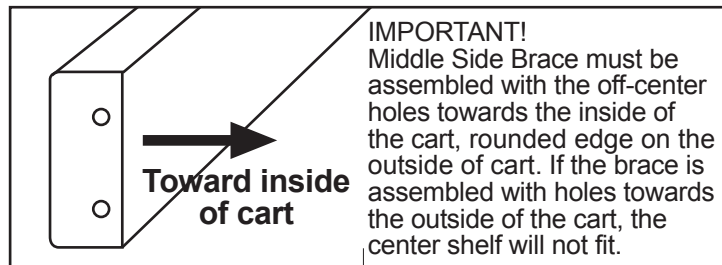 IMPORTANT!
Middle Side Brace must be
assembled with the off-center
holes towards the inside of
the cart, rounded edge on the
outside of cart. If the brace is
assembled with holes towards
the outside of the cart, the
center shelf will not fit.
Toward inside
of cart